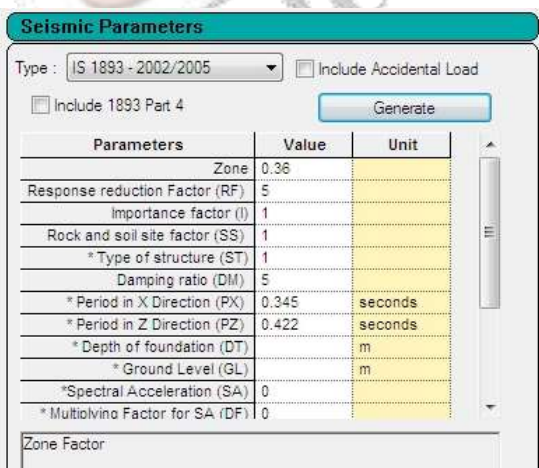 Seismic Parameters
Type : IS 1893 - 2002/2005 Include Accidental Load
Include 1893 Part 4 Generate
Parameters Value Unit
Zone 0.36
Response reduction Factor (RF) 5
Importance factor (I) 1
Rock and soil site factor (SS) 1
* Type of structure (ST) 1
Damping ratio (DM) 5
* Period in X Direction (PX) 0.345 seconds
* Period in Z Direction (PZ) 0.422 seconds
* Depth of foundation (DT) m
* Ground Level (GL) m
*Spectral Acceleration (SA) 0
* Multiplying Factor for SA (DF) 0
Zone Factor